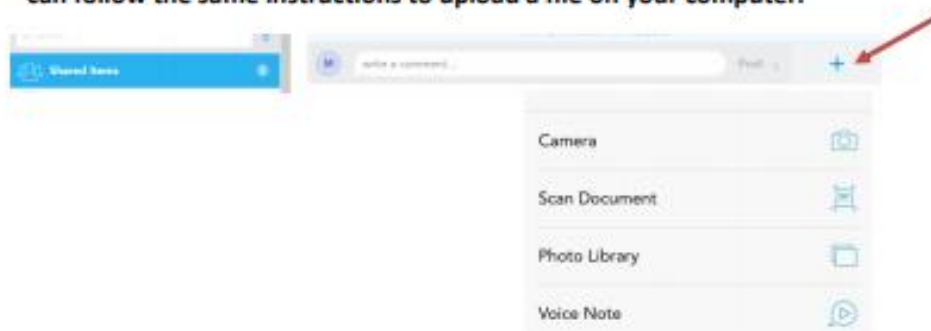 can follow the same instructions to upload a file on your computer.
Shared Items
M write a comment... Post
Camera
Scan Document
Photo Library
Voice Note